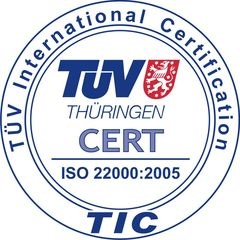 TÜV International Certification
TÜV
THÜRINGEN
CERT
ISO 22000:2005
TIC